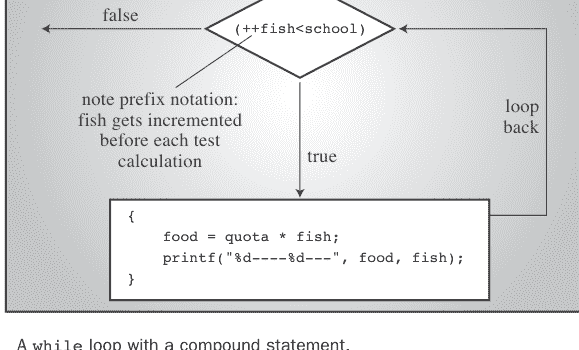 false
(++fish<school)
note prefix notation:
fish gets incremented
before each test
calculation
loop
back
true
{
food = quota * fish;
printf("%d----%d---", food, fish);
}
A while loop with a compound statement.